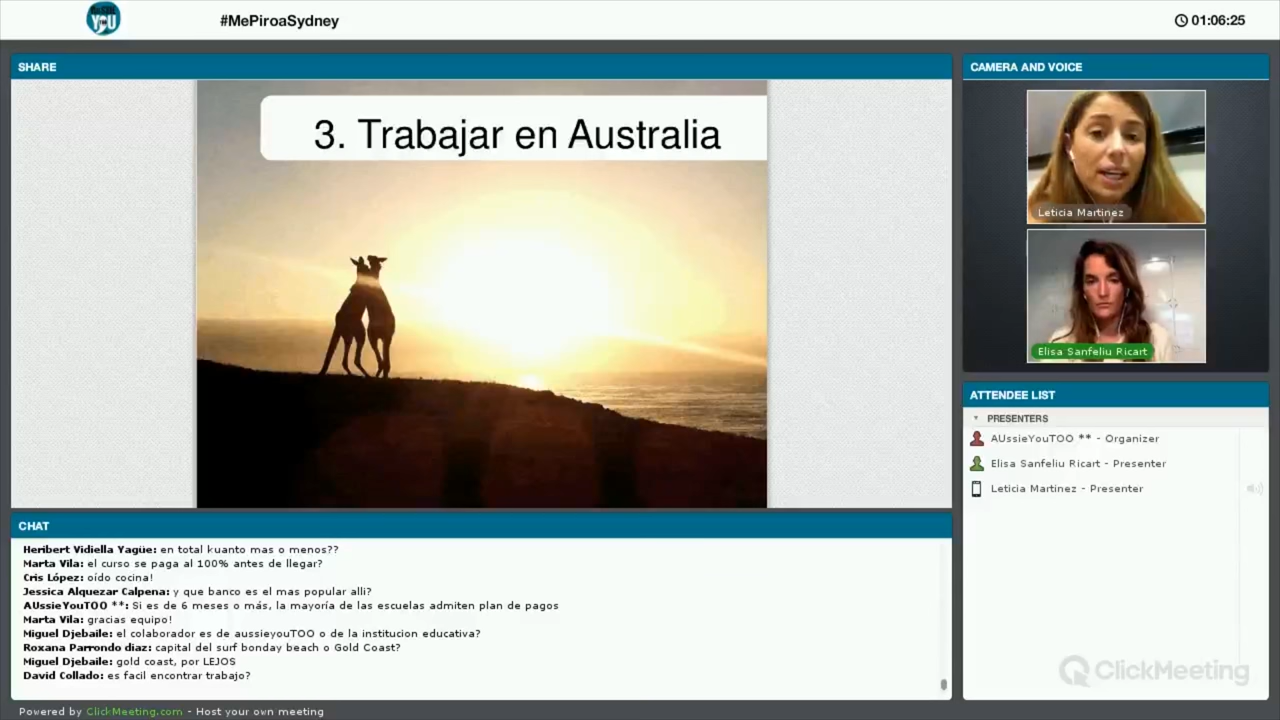 YOU
#MePiroaSydney
01:06:25
SHARE
3. Trabajar en Australia
CAMERA AND VOICE
Leticia Martinez
Elisa Sanfeliu Ricart
ATTENDEE LIST
PRESENTERS
AUssieYouTOO ** - Organizer
Elisa Sanfeliu Ricart - Presenter
Leticia Martinez - Presenter
CHAT
Heribert Vidiella Yagüe: en total kuanto mas o menos??
Marta Vila: el curso se paga al 100% antes de llegar?
Cris López: oído cocina!
Jessica Alquezar Calpena: y que banco es el mas popular alli?
AUssieYouTOO **: Si es de 6 meses o más, la mayoría de las escuelas admiten plan de pagos
Marta Vila: gracias equipo!
Miguel Djebaile: el colaborador es de aussieyouTOO o de la institucion educativa?
Roxana Parrondo diaz: capital del surf bonday beach o Gold Coast?
Miguel Djebaile: gold coast, por LEJOS
David Collado: es facil encontrar trabajo?
ClickMeeting
Powered by ClickMeeting.com - Host your own meeting